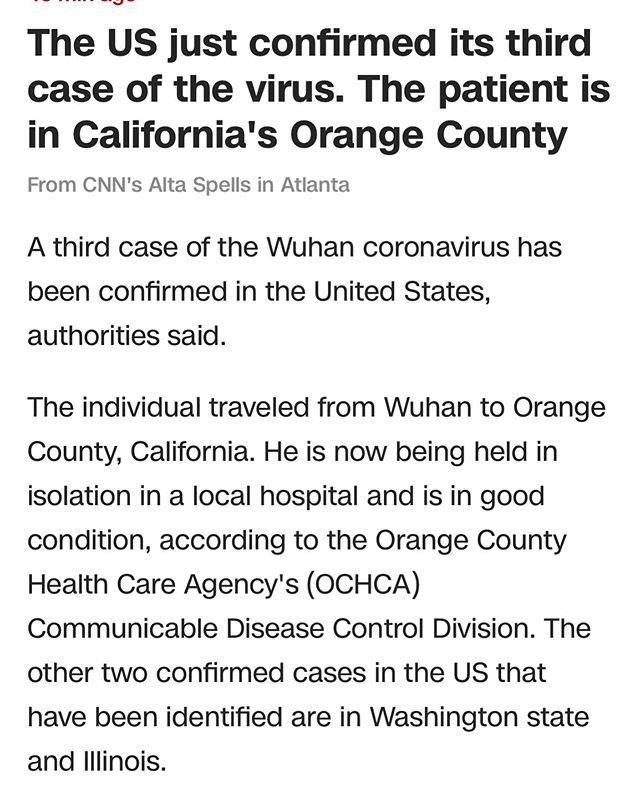 The US just confirmed its third
case of the virus. The patient is
in California's Orange County
From CNN's Alta Spells in Atlanta
A third case of the Wuhan coronavirus has
been confirmed in the United States,
authorities said.
The individual traveled from Wuhan to Orange
County, California. He is now being held in
isolation in a local hospital and is in good
condition, according to the Orange County
Health Care Agency's (OCHCA)
Communicable Disease Control Division. The
other two confirmed cases in the US that
have been identified are in Washington state
and Illinois.